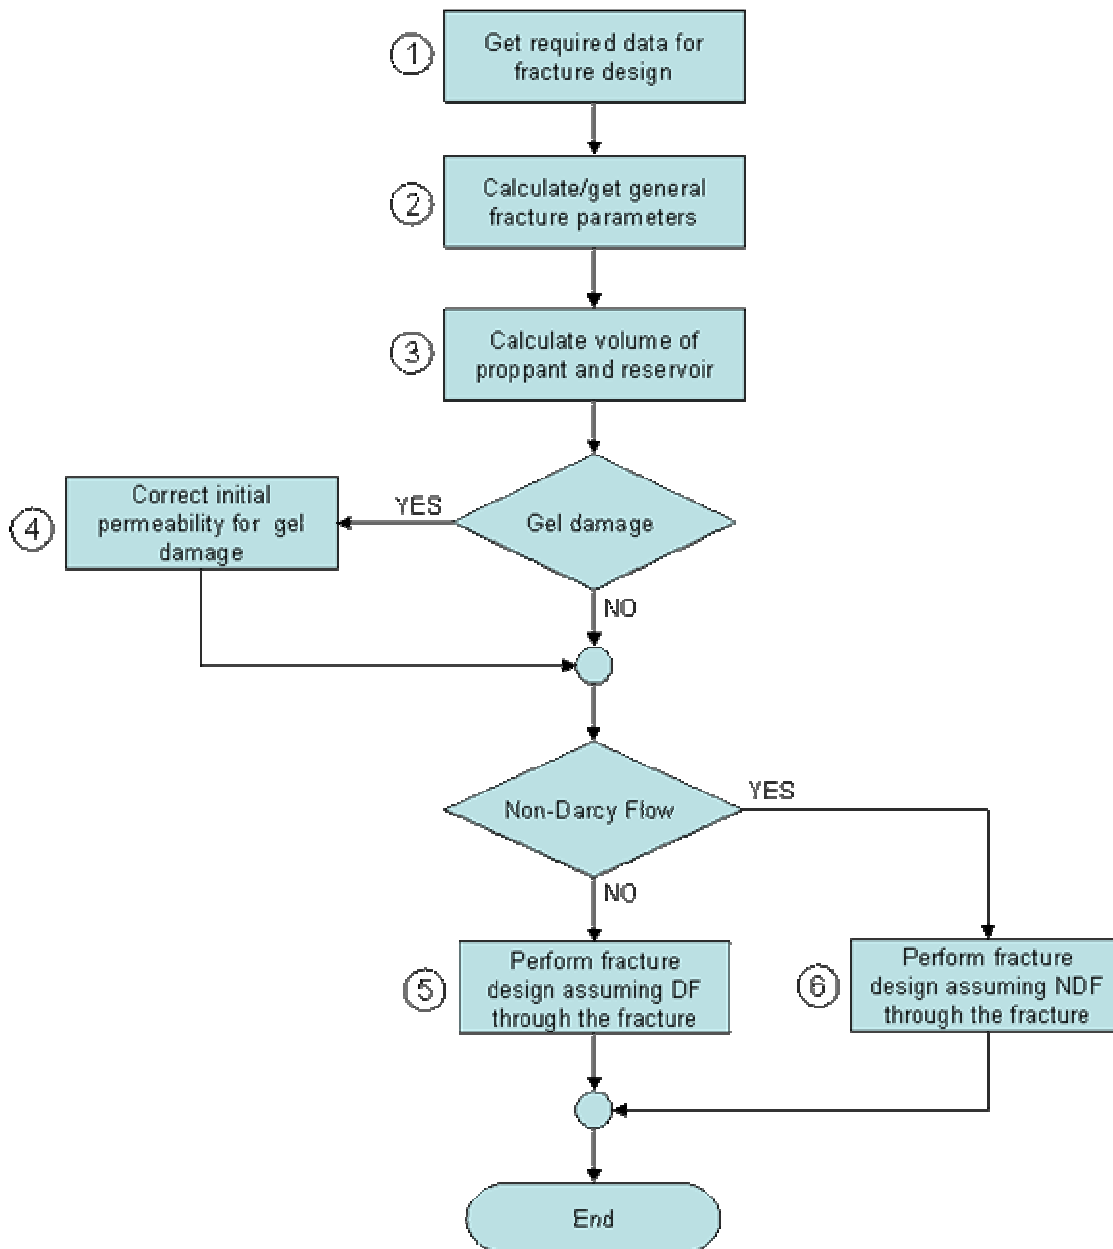 1
Get required data for
fracture design
2
Calculate/get general
fracture parameters
3
Calculate volume of
proppant and reservoir
4
Correct initial
permeability for gel
damage
YES
Gel damage
NO
Non-Darcy Flow
YES
NO
5
Perform fracture
design assuming DF
through the fracture
6
Perform fracture
design assuming NDF
through the fracture
End